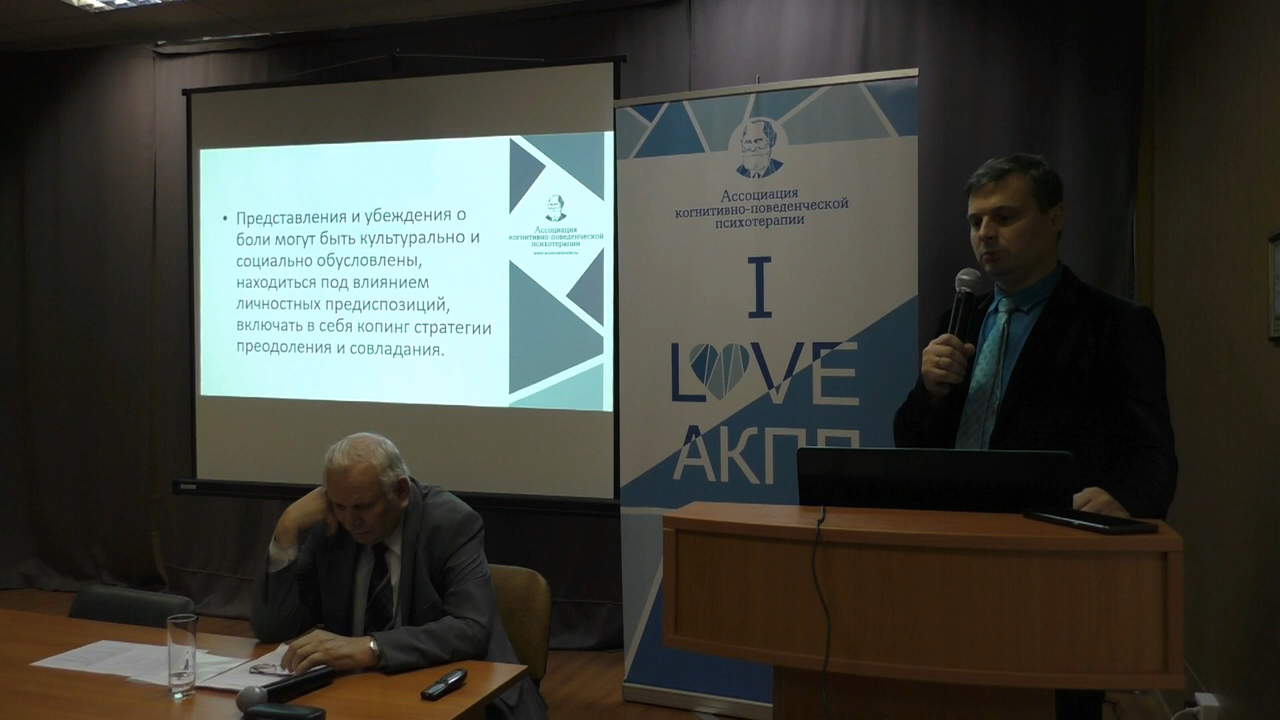 • Представления и убеждения о
боли могут быть культурально и
социально обусловлены,
находиться под влиянием
личностных предиспозиций,
включать в себя копинг стратегии
преодоления и совладания.
Ассоциация
когнитивно-поведенческой
психотерапии
Ассоциация
когнитивно-поведенческой
психотерапии
I
LOVE
АКПП